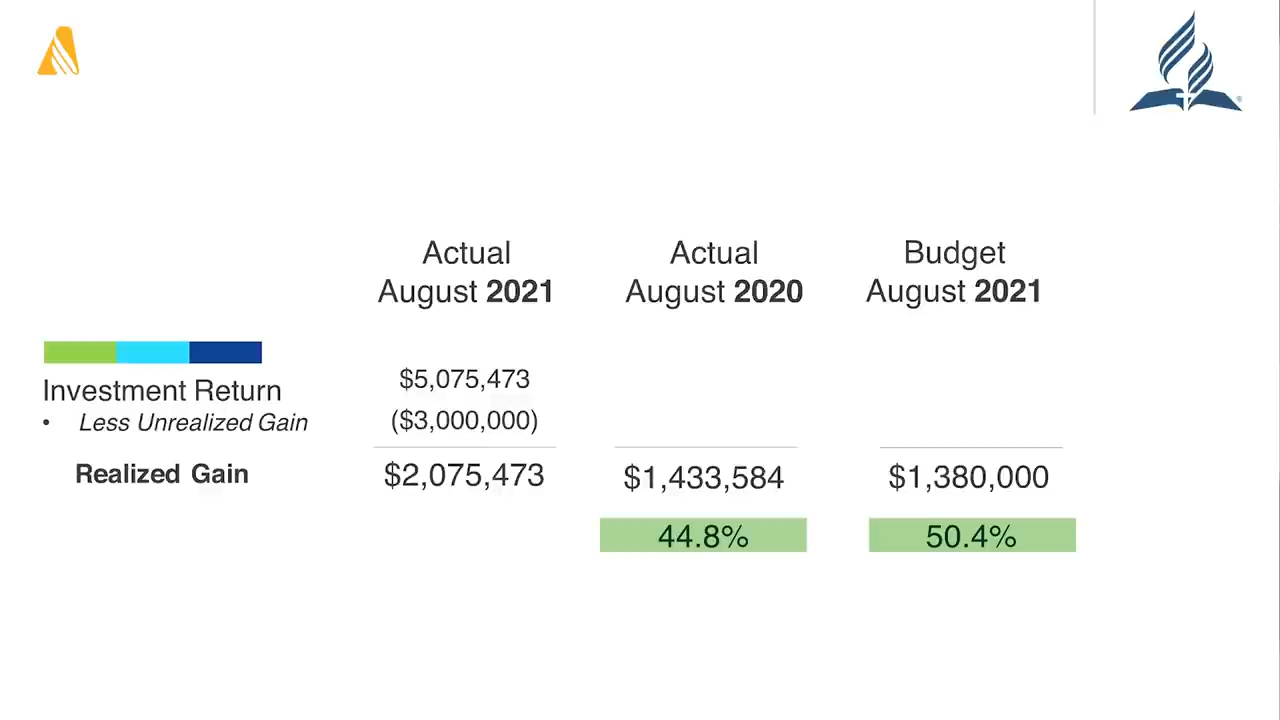 Actual
August 2021
Actual
August 2020
Budget
August 2021
Investment Return
$5,075,473
• Less Unrealized Gain
($3,000,000)
Realized Gain
$2,075,473
$1,433,584
$1,380,000
44.8%
50.4%